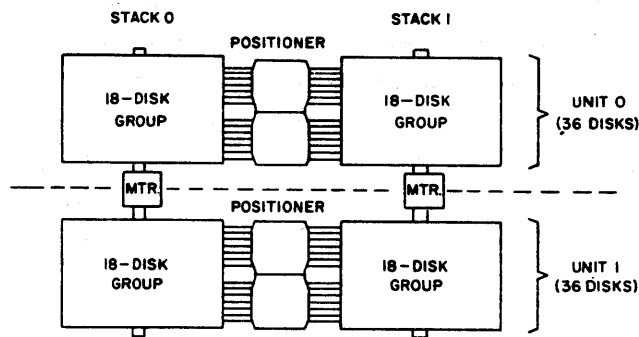 STACK 0
STACK 1
POSITIONER
18-DISK
GROUP
18-DISK
GROUP
UNIT 0
(36 DISKS)
MTR.
MTR.
POSITIONER
18-DISK
GROUP
18-DISK
GROUP
UNIT 1
(36 DISKS)